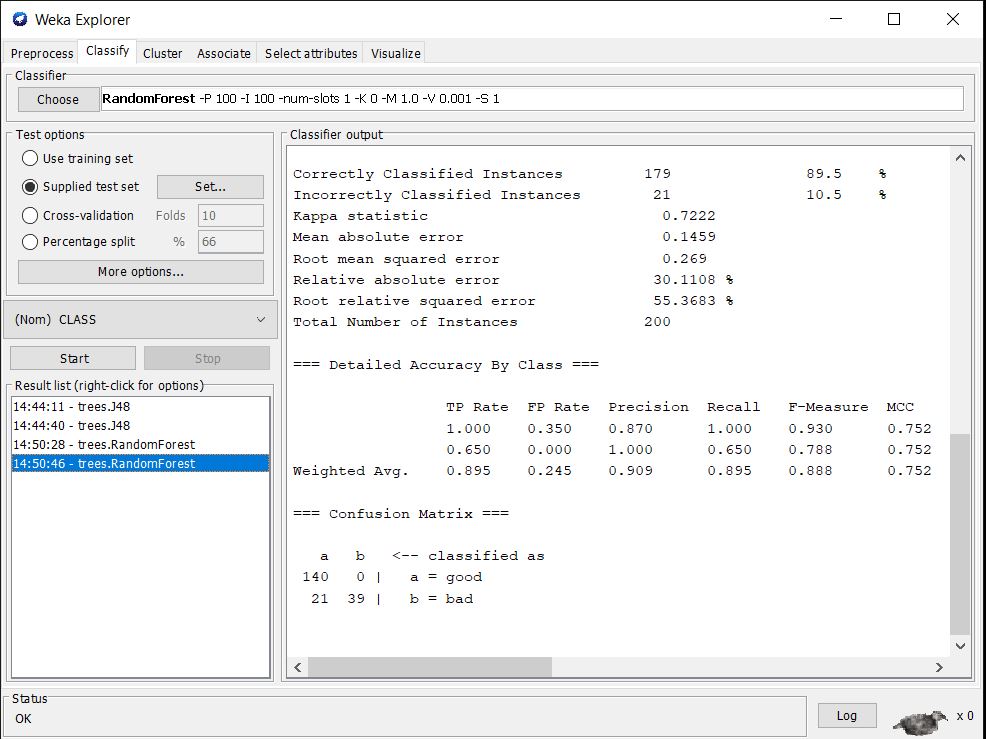 Weka Explorer
Preprocess Classify Cluster Associate Select attributes Visualize
Classifier
Choose RandomForest -P 100 -I 100 -num-slots 1 -K 0 -M 1.0 -V 0.001 -S 1
Test options
Use training set
Supplied test set Set...
Cross-validation Folds 10
Percentage split % 66
More options...
(Nom) CLASS
Start Stop
Result list (right-click for options)
14:44:11 - trees.J48
14:44:40 - trees.J48
14:50:28 - trees.RandomForest
14:50:46 - trees.RandomForest
Classifier output
Correctly Classified Instances 179 89.5 %
Incorrectly Classified Instances 21 10.5 %
Kappa statistic 0.7222
Mean absolute error 0.1459
Root mean squared error 0.269
Relative absolute error 30.1108 %
Root relative squared error 55.3683 %
Total Number of Instances 200
=== Detailed Accuracy By Class ===
TP Rate FP Rate Precision Recall F-Measure MCC
1.000 0.350 0.870 1.000 0.930 0.752
0.650 0.000 1.000 0.650 0.788 0.752
Weighted Avg. 0.895 0.245 0.909 0.895 0.888 0.752
=== Confusion Matrix ===
a b <-- classified as
140 0 | a = good
21 39 | b = bad
Status
OK
Log x 0